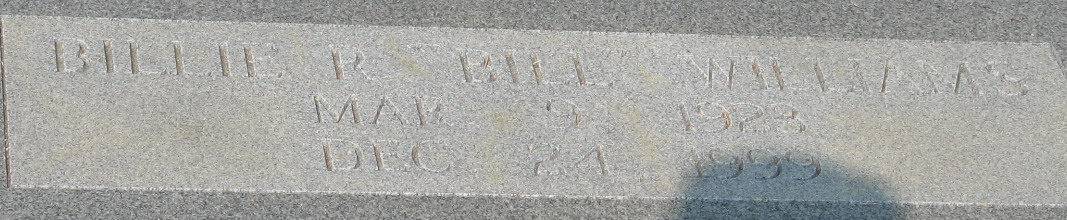 BILLIE R "BILL" WILLIAMS
MAR 9 1923
DEC 24 1999